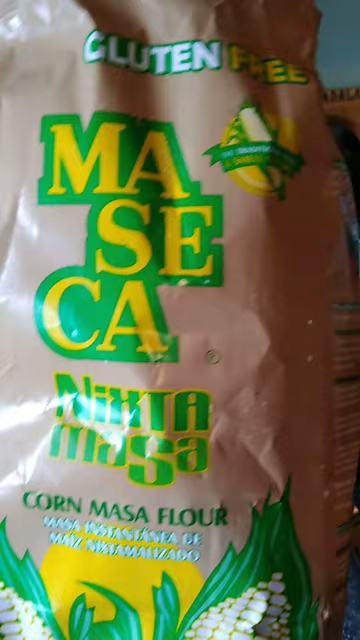 GLUTEN FREE
MA
SE
CA
®
NIXTA
masa
CORN MASA FLOUR
MASA INSTANTÁNEA DE
MAÍZ NIXTAMALIZADO